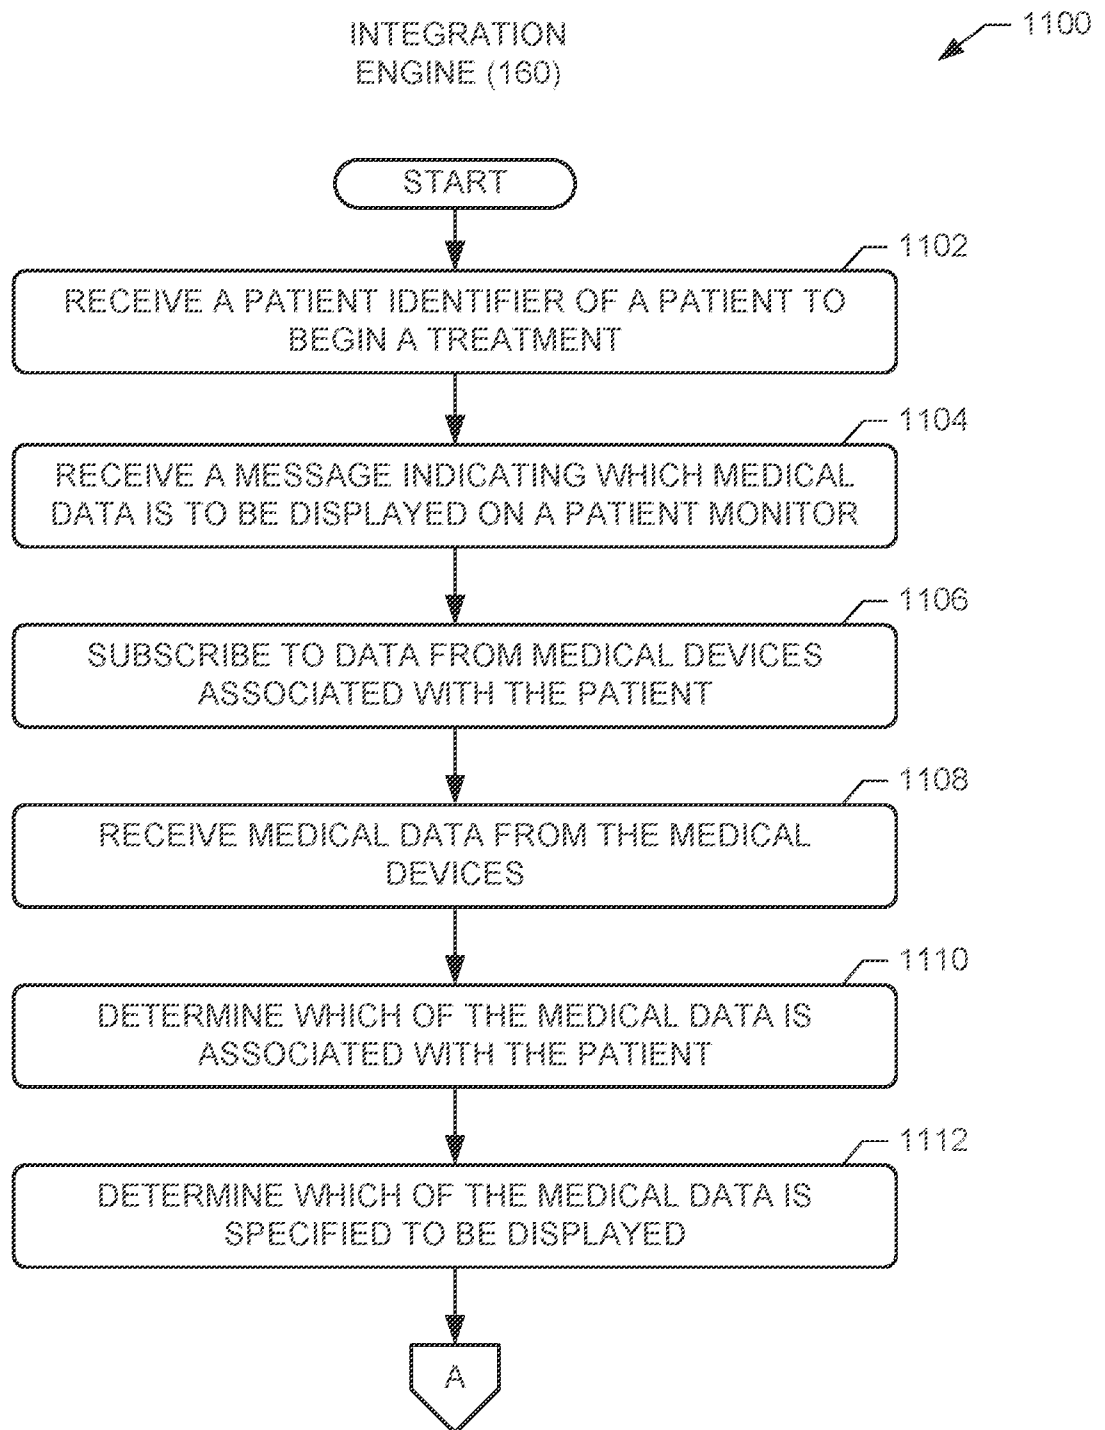 INTEGRATION
ENGINE (160)
1100
START
1102
RECEIVE A PATIENT IDENTIFIER OF A PATIENT TO
BEGIN A TREATMENT
1104
RECEIVE A MESSAGE INDICATING WHICH MEDICAL
DATA IS TO BE DISPLAYED ON A PATIENT MONITOR
1106
SUBSCRIBE TO DATA FROM MEDICAL DEVICES
ASSOCIATED WITH THE PATIENT
1108
RECEIVE MEDICAL DATA FROM THE MEDICAL
DEVICES
1110
DETERMINE WHICH OF THE MEDICAL DATA IS
ASSOCIATED WITH THE PATIENT
1112
DETERMINE WHICH OF THE MEDICAL DATA IS
SPECIFIED TO BE DISPLAYED
A